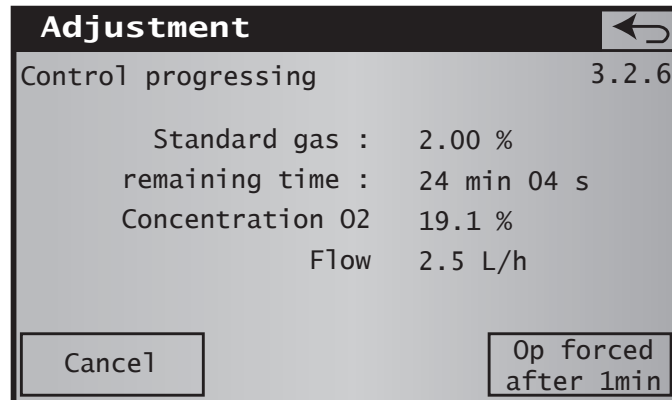 Adjustment
Control progressing 3.2.6
Standard gas : 2.00 %
remaining time : 24 min 04 s
Concentration O2 19.1 %
Flow 2.5 L/h
Cancel
Op forced
after 1min